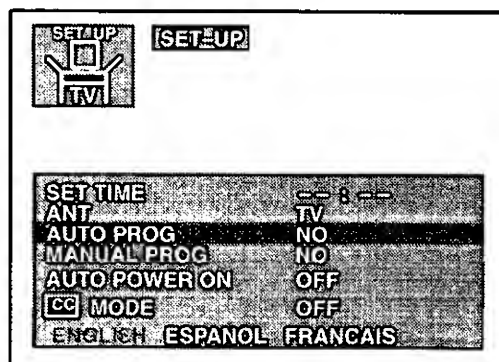 SET UP
TV
SET-UP
SET TIME -- : --
ANT TV
AUTO PROG NO
MANUAL PROG NO
AUTO POWER ON OFF
CC MODE OFF
ENGLISH ESPANOL FRANCAIS